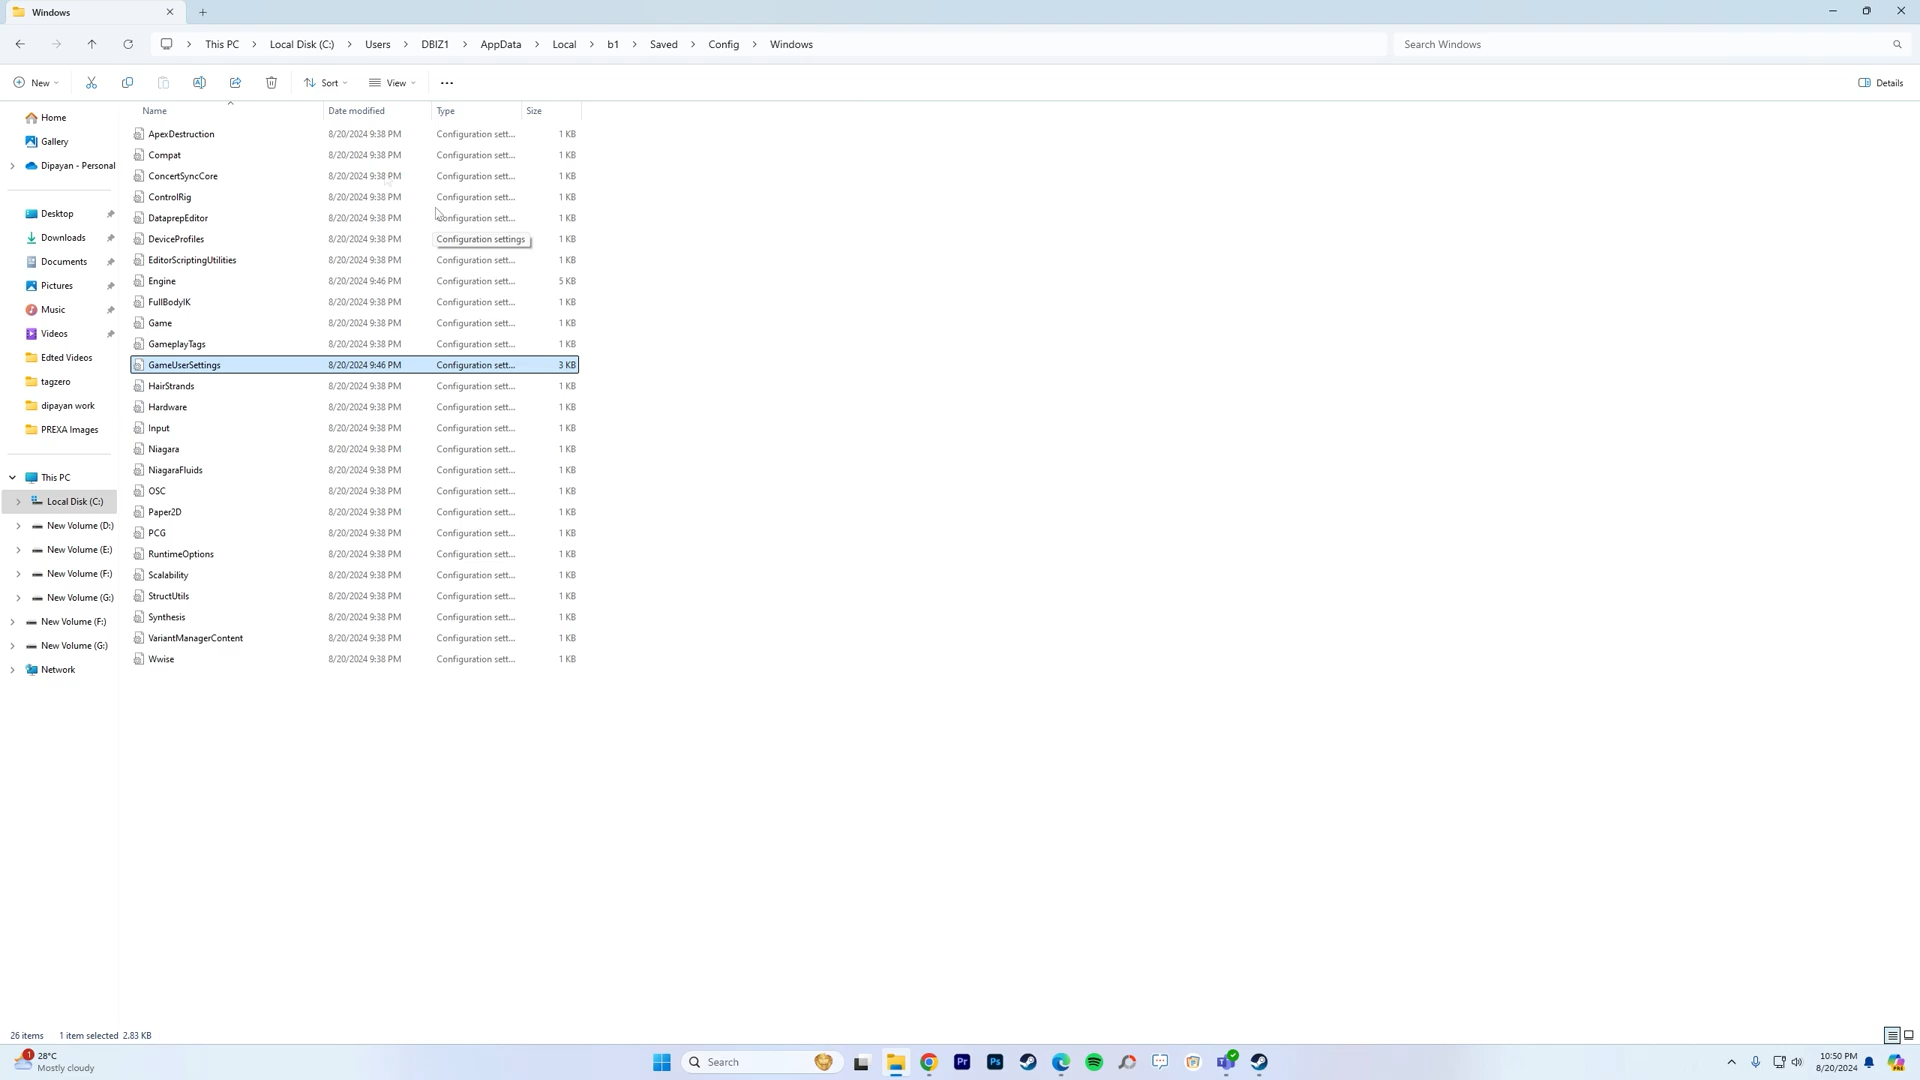 Windows
This PC Local Disk (C:) Users DBIZ1 AppData Local b1 Saved Config Windows Search Windows
New Sort View Details
Name Date modified Type Size
Home
Gallery
Dipayan - Personal
Desktop
Downloads
Documents
Pictures
Music
Videos
Edted Videos
tagzero
dipayan work
PREXA Images
This PC
Local Disk (C:)
New Volume (D:)
New Volume (E:)
New Volume (F:)
New Volume (G:)
New Volume (F:)
New Volume (G:)
Network
ApexDestruction 8/20/2024 9:38 PM Configuration sett... 1 KB
Compat 8/20/2024 9:38 PM Configuration sett... 1 KB
ConcertSyncCore 8/20/2024 9:38 PM Configuration sett... 1 KB
ControlRig 8/20/2024 9:38 PM Configuration sett... 1 KB
DataprepEditor 8/20/2024 9:38 PM Configuration sett... 1 KB
DeviceProfiles 8/20/2024 9:38 PM Configuration settings 1 KB
EditorScriptingUtilities 8/20/2024 9:38 PM Configuration sett... 1 KB
Engine 8/20/2024 9:46 PM Configuration sett... 5 KB
FullBodyIK 8/20/2024 9:38 PM Configuration sett... 1 KB
Game 8/20/2024 9:38 PM Configuration sett... 1 KB
GameplayTags 8/20/2024 9:38 PM Configuration sett... 1 KB
GameUserSettings 8/20/2024 9:46 PM Configuration sett... 3 KB
HairStrands 8/20/2024 9:38 PM Configuration sett... 1 KB
Hardware 8/20/2024 9:38 PM Configuration sett... 1 KB
Input 8/20/2024 9:38 PM Configuration sett... 1 KB
Niagara 8/20/2024 9:38 PM Configuration sett... 1 KB
NiagaraFluids 8/20/2024 9:38 PM Configuration sett... 1 KB
OSC 8/20/2024 9:38 PM Configuration sett... 1 KB
Paper2D 8/20/2024 9:38 PM Configuration sett... 1 KB
PCG 8/20/2024 9:38 PM Configuration sett... 1 KB
RuntimeOptions 8/20/2024 9:38 PM Configuration sett... 1 KB
Scalability 8/20/2024 9:38 PM Configuration sett... 1 KB
StructUtils 8/20/2024 9:38 PM Configuration sett... 1 KB
Synthesis 8/20/2024 9:38 PM Configuration sett... 1 KB
VariantManagerContent 8/20/2024 9:38 PM Configuration sett... 1 KB
Wwise 8/20/2024 9:38 PM Configuration sett... 1 KB
26 items 1 item selected 2.83 KB
1 28°C
Mostly cloudy
Search
Pr Ps
10:50 PM
8/20/2024
PRE